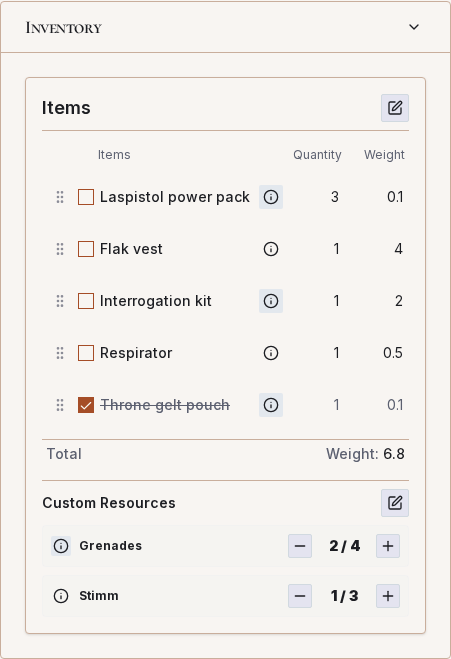 Inventory
Items
Items Quantity Weight
Laspistol power pack 3 0.1
Flak vest 1 4
Interrogation kit 1 2
Respirator 1 0.5
Throne gelt pouch 1 0.1
Total Weight: 6.8
Custom Resources
Grenades 2 / 4
Stimm 1 / 3